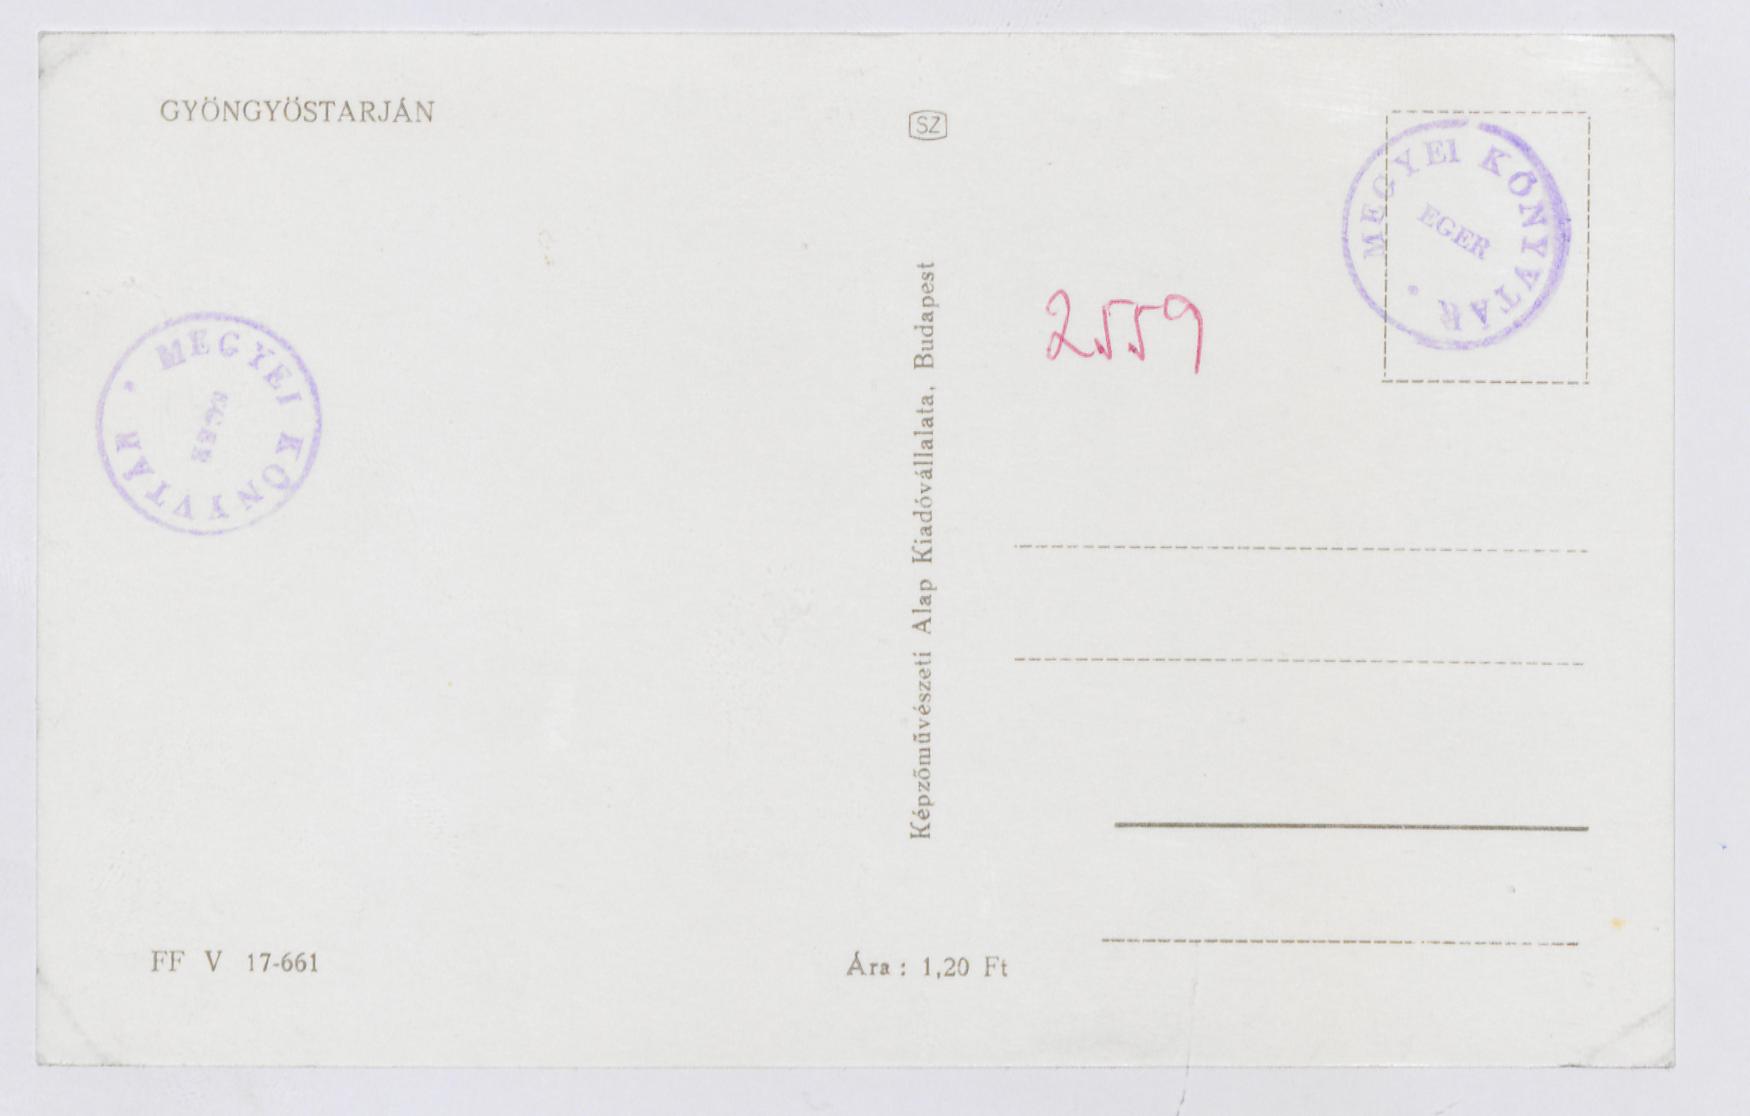 GYÖNGYÖSTARJÁN
SZ
MEGYEI KÖNYVTÁR
EGER
2559
MEGYEI KÖNYVTÁR
EGER
Képzőművészeti Alap Kiadóvállalata, Budapest
FF V 17-661
Ára : 1,20 Ft